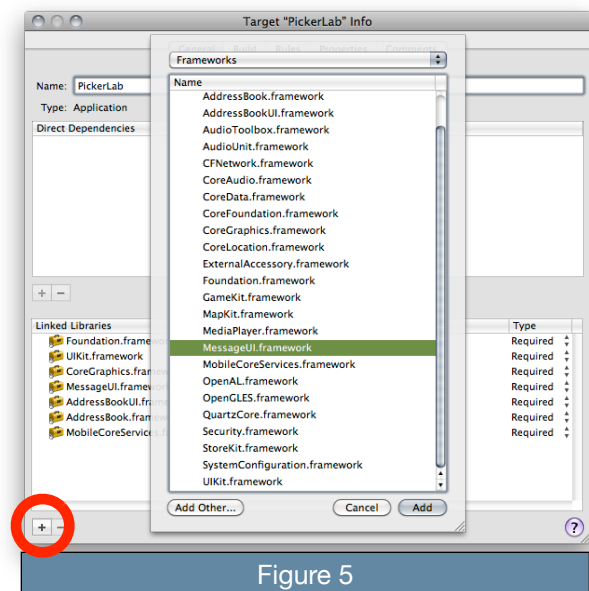 Target “PickerLab” Info
General Build Rules Properties Comments
Frameworks
Name: PickerLab
Name
Type: Application
Direct Dependencies
AddressBook.framework
AddressBookUI.framework
AudioToolbox.framework
AudioUnit.framework
CFNetwork.framework
CoreAudio.framework
CoreData.framework
CoreFoundation.framework
CoreGraphics.framework
CoreLocation.framework
ExternalAccessory.framework
Foundation.framework
GameKit.framework
MapKit.framework
MediaPlayer.framework
MessageUI.framework
MobileCoreServices.framework
OpenAL.framework
OpenGLES.framework
QuartzCore.framework
Security.framework
StoreKit.framework
SystemConfiguration.framework
UIKit.framework
Linked Libraries Type
Foundation.framewo Required
UIKit.framework Required
CoreGraphics.fram Required
MessageUI.framewo Required
AddressBookUI.fra Required
AddressBook.fram Required
MobileCoreServices.f Required
Add Other... Cancel Add
+ − ?
Figure 5